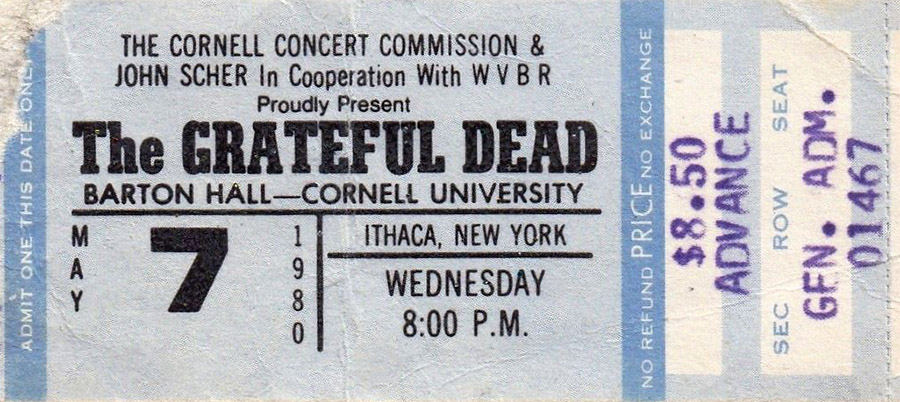 ADMIT ONE THIS DATE ONLY
THE CORNELL CONCERT COMMISSION &
JOHN SCHER In Cooperation With W V B R
Proudly Present
The GRATEFUL DEAD
BARTON HALL—CORNELL UNIVERSITY
MAY 7 1980
ITHACA, NEW YORK
WEDNESDAY
8:00 P.M.
NO REFUND PRICE NO EXCHANGE
$8.50
ADVANCE
SEC ROW SEAT
GEN. ADM.
01467